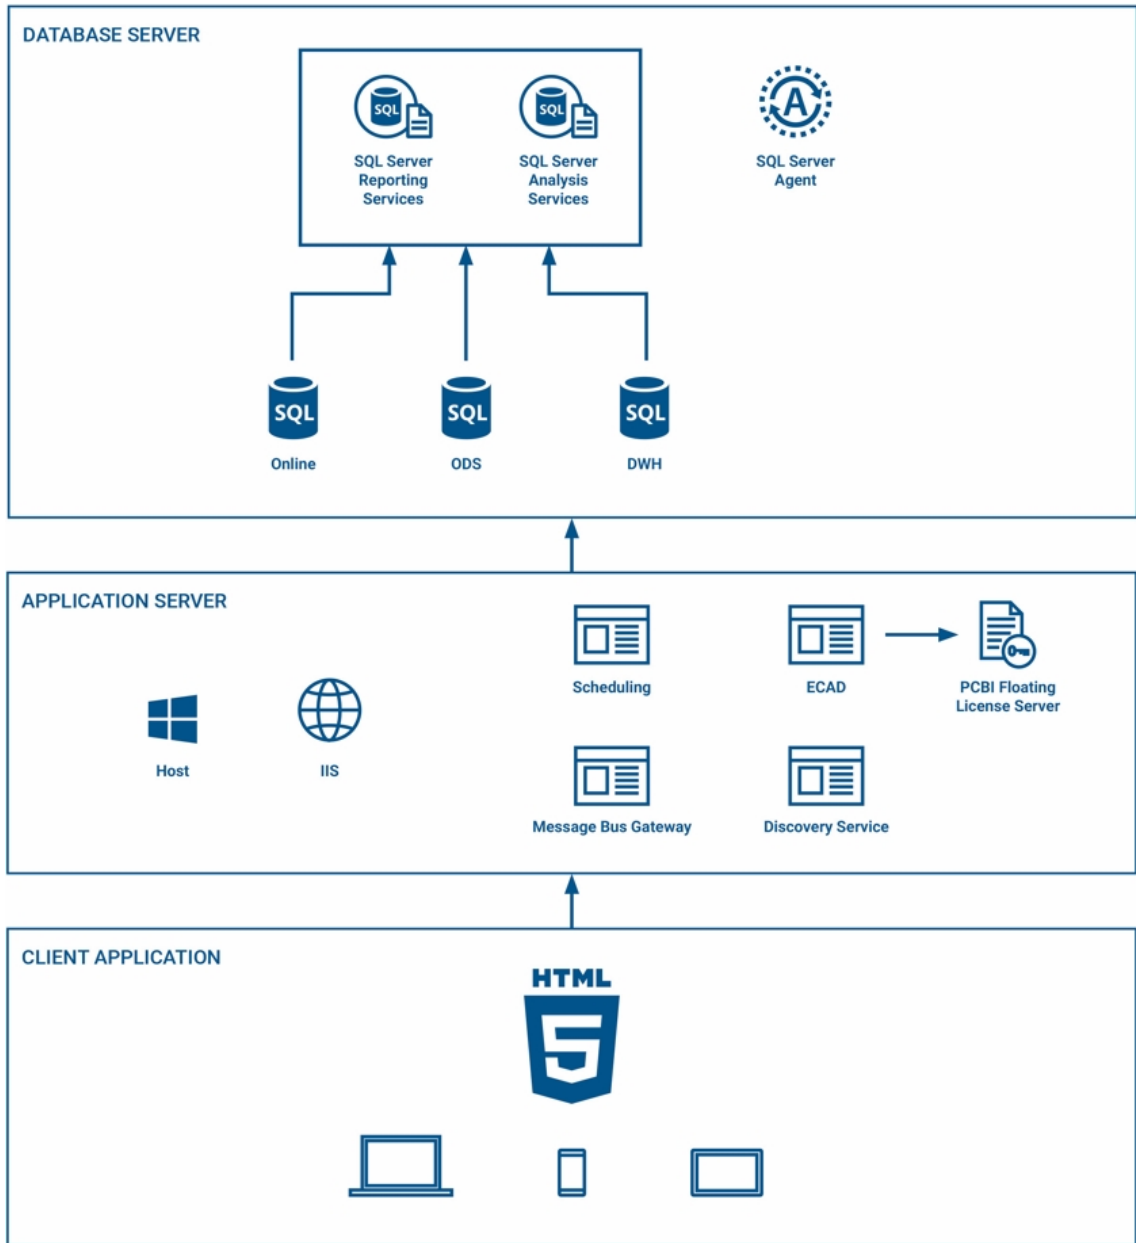 DATABASE SERVER
SQL
SQL
A
SQL Server
Reporting
Services
SQL Server
Analysis
Services
SQL Server
Agent
SQL
SQL
SQL
Online
ODS
DWH
APPLICATION SERVER
Scheduling
ECAD
PCBI Floating
License Server
Host
IIS
Message Bus Gateway
Discovery Service
CLIENT APPLICATION
HTML
5